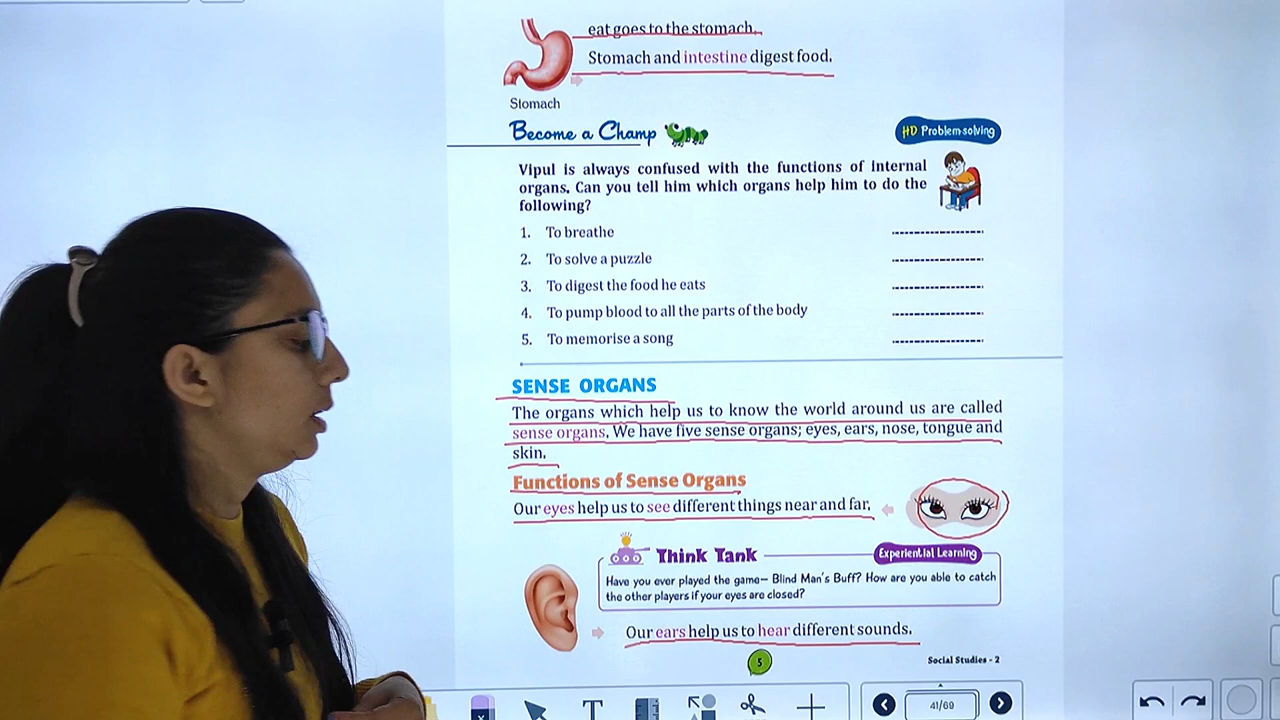 eat goes to the stomach.
Stomach and intestine digest food.
Stomach
Become a Champ
HD Problem solving
Vipul is always confused with the functions of internal
organs. Can you tell him which organs help him to do the
following?
1. To breathe
2. To solve a puzzle
3. To digest the food he eats
4. To pump blood to all the parts of the body
5. To memorise a song
SENSE ORGANS
The organs which help us to know the world around us are called
sense organs. We have five sense organs; eyes, ears, nose, tongue and
skin.
Functions of Sense Organs
Our eyes help us to see different things near and far.
Think Tank
Experiential Learning
Have you ever played the game— Blind Man's Buff? How are you able to catch
the other players if your eyes are closed?
Our ears help us to hear different sounds.
5
Social Studies - 2
T
41/69